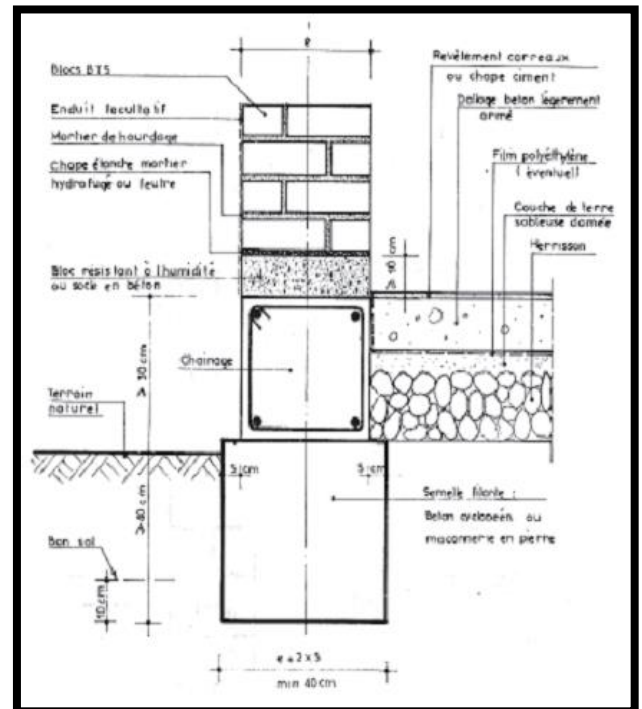 e
Blocs BTS
Enduit facultatif
Mortier de hourdage
Chape étanche mortier
hydrofugé ou feutre
Bloc résistant à l'humidité
ou socle en béton
Chainage
⩾ 30 cm
Terrain
naturel
⩾ 40 cm
Bon sol
10 cm
5 cm
5 cm
min 40 cm
Revêtement carreaux
ou chape ciment
Dallage béton légèrement
armé
Film polyéthylène
(éventuel)
Couche de terre
sableuse damée
Hérisson
Semelle filante :
Béton cyclopéen ou
maçonnerie en pierre